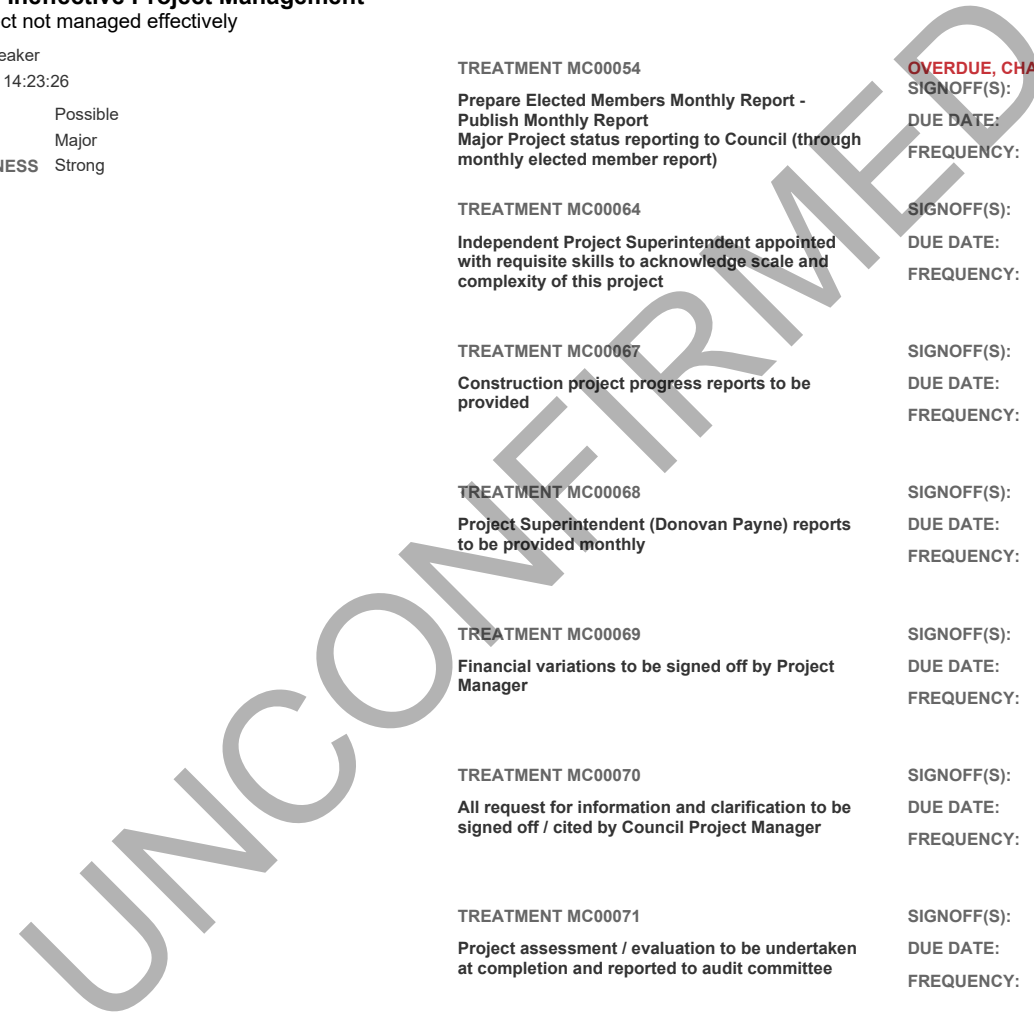 Ineffective Project Management
ct not managed effectively
eaker
14:23:26
Possible
Major
NESS Strong
TREATMENT MC00054
OVERDUE, CHA
SIGNOFF(S):
Prepare Elected Members Monthly Report -
Publish Monthly Report
DUE DATE:
Major Project status reporting to Council (through
monthly elected member report)
FREQUENCY:
TREATMENT MC00064
SIGNOFF(S):
Independent Project Superintendent appointed
with requisite skills to acknowledge scale and
complexity of this project
DUE DATE:
FREQUENCY:
TREATMENT MC00067
SIGNOFF(S):
Construction project progress reports to be
provided
DUE DATE:
FREQUENCY:
TREATMENT MC00068
SIGNOFF(S):
Project Superintendent (Donovan Payne) reports
to be provided monthly
DUE DATE:
FREQUENCY:
TREATMENT MC00069
SIGNOFF(S):
Financial variations to be signed off by Project
Manager
DUE DATE:
FREQUENCY:
TREATMENT MC00070
SIGNOFF(S):
All request for information and clarification to be
signed off / cited by Council Project Manager
DUE DATE:
FREQUENCY:
TREATMENT MC00071
SIGNOFF(S):
Project assessment / evaluation to be undertaken
at completion and reported to audit committee
DUE DATE:
FREQUENCY:
UNCONFIRMED